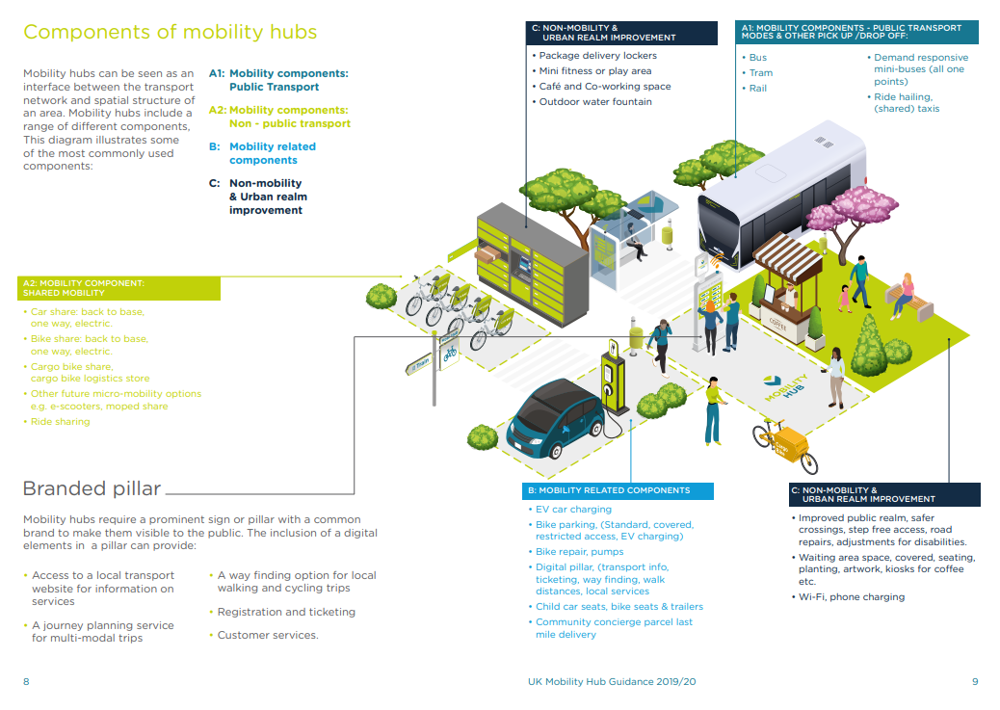 Components of mobility hubs
Mobility hubs can be seen as an
interface between the transport
network and spatial structure of
an area. Mobility hubs include a
range of different components,
This diagram illustrates some
of the most commonly used
components:
A1: Mobility components:
Public Transport
A2: Mobility components:
Non - public transport
B: Mobility related
components
C: Non-mobility
& Urban realm
improvement
C: NON-MOBILITY &
URBAN REALM IMPROVEMENT
• Package delivery lockers
• Mini fitness or play area
• Café and Co-working space
• Outdoor water fountain
A1: MOBILITY COMPONENTS - PUBLIC TRANSPORT
MODES & OTHER PICK UP /DROP OFF:
• Bus
• Tram
• Rail
• Demand responsive
mini-buses (all one
points)
• Ride hailing,
(shared) taxis
A2: MOBILITY COMPONENT:
SHARED MOBILITY
• Car share: back to base,
one way, electric.
• Bike share: back to base,
one way, electric.
• Cargo bike share,
cargo bike logistics store
• Other future micro-mobility options
e.g. e-scooters, moped share
• Ride sharing
Train
COFFEE
MOBILITY
HUB
Branded pillar
Mobility hubs require a prominent sign or pillar with a common
brand to make them visible to the public. The inclusion of a digital
elements in a pillar can provide:
• Access to a local transport
website for information on
services
• A journey planning service
for multi-modal trips
• A way finding option for local
walking and cycling trips
• Registration and ticketing
• Customer services.
B: MOBILITY RELATED COMPONENTS
• EV car charging
• Bike parking, (Standard, covered,
restricted access, EV charging)
• Bike repair, pumps
• Digital pillar, (transport info,
ticketing, way finding, walk
distances, local services
• Child car seats, bike seats & trailers
• Community concierge parcel last
mile delivery
C: NON-MOBILITY &
URBAN REALM IMPROVEMENT
• Improved public realm, safer
crossings, step free access, road
repairs, adjustments for disabilities.
• Waiting area space, covered, seating,
planting, artwork, kiosks for coffee
etc.
• Wi-Fi, phone charging
8
UK Mobility Hub Guidance 2019/20
9